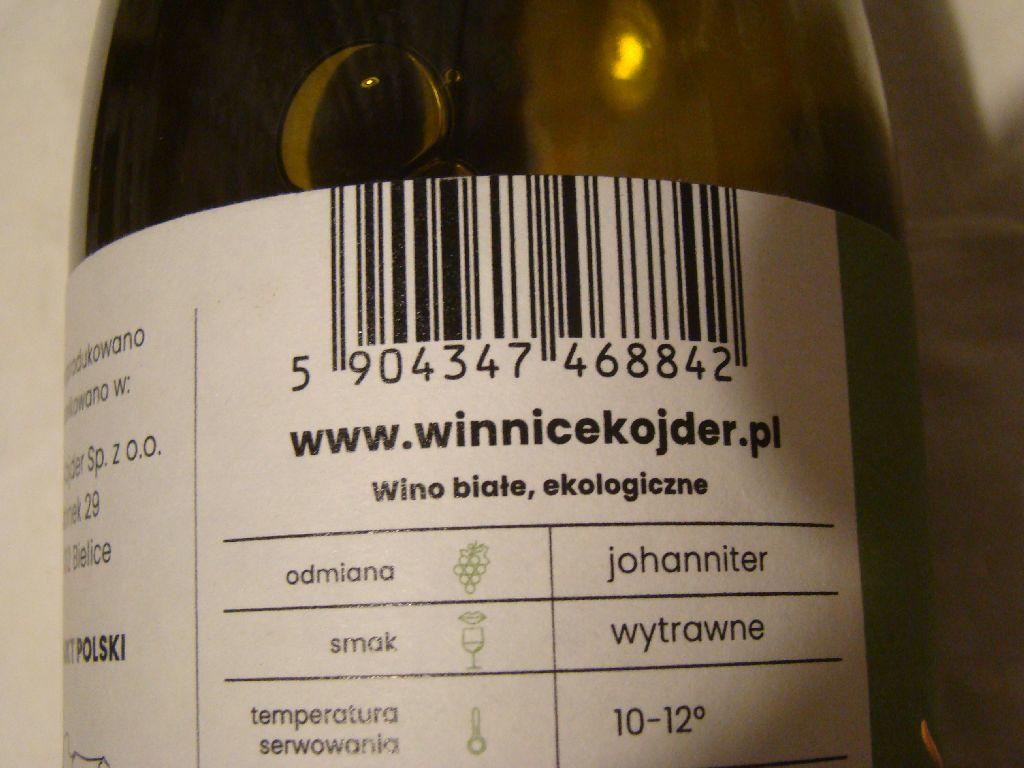 5 904347 468842
www.winnicekojder.pl
Wino białe, ekologiczne
odmiana johanniter
smak wytrawne
temperatura
serwowania
10-12°
w:
Sp. z o.o.
29
Bielice
POLSKI